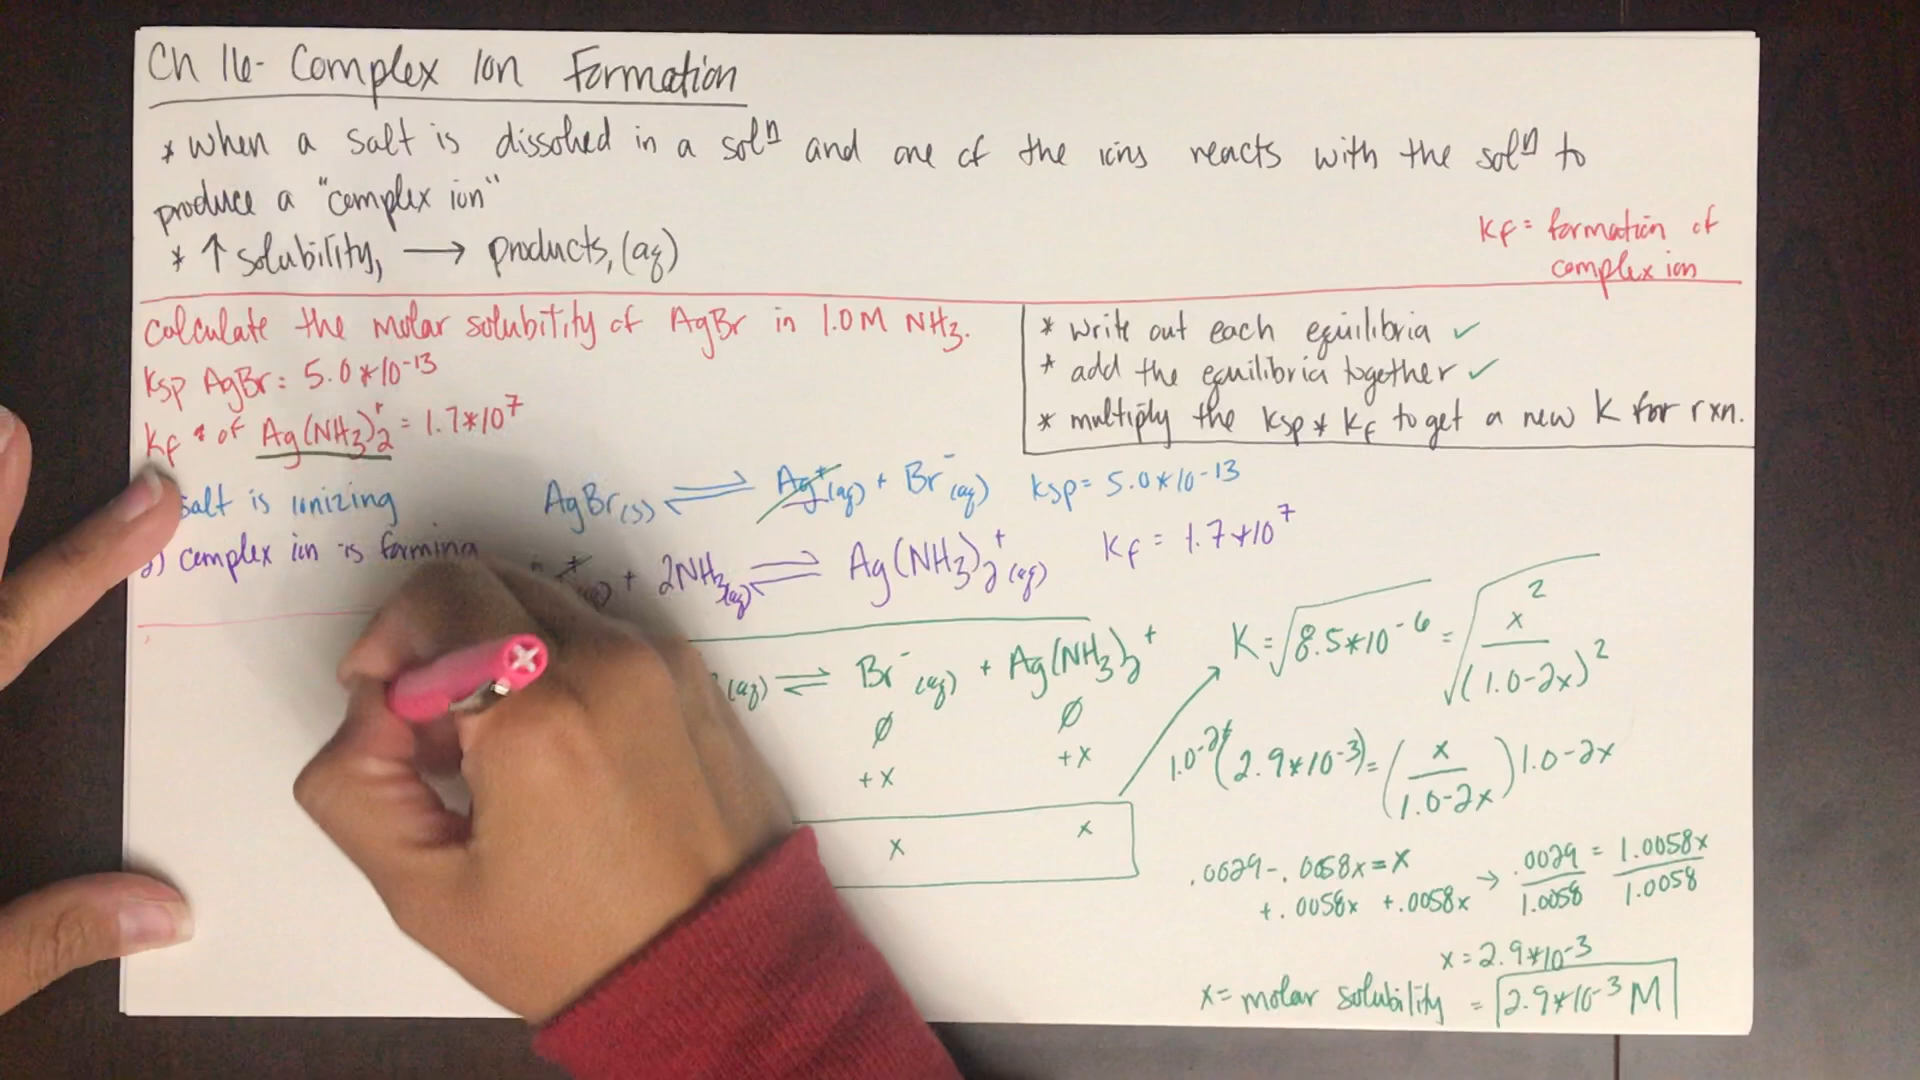 Ch 16- Complex Ion Formation
* When a salt is dissolved in a solⁿ and one of the ions reacts with the solⁿ to
produce a "complex ion"
* ↑ solubility, → products, (aq)
Kf = formation of
complex ion
Calculate the molar solubility of AgBr in 1.0M NH₃.
Ksp AgBr = 5.0*10⁻¹³
Kf of Ag(NH₃)₂⁺ = 1.7*10⁷
* write out each equilibria ✓
* add the equilibria together ✓
* multiply the Ksp * Kf to get a new K for rxn.
salt is ionizing
AgBr(s) ⇌ Ag⁺(aq) + Br⁻(aq) Ksp = 5.0*10⁻¹³
2) complex ion is forming
+ 2NH₃(aq) ⇌ Ag(NH₃)₂⁺(aq) Kf = 1.7*10⁷
(aq) ⇌ Br⁻(aq) + Ag(NH₃)₂⁺
Ø Ø
+x +x
x x
K = √8.5*10⁻⁶ = √x²/(1.0-2x)²
(2.9*10⁻³) = (x/1.0-2x) 1.0-2x
.0029 - .0058x = x → .0029/1.0058 = 1.0058x/1.0058
+.0058x +.0058x
x = 2.9*10⁻³
x = molar solubility = 2.9*10⁻³ M